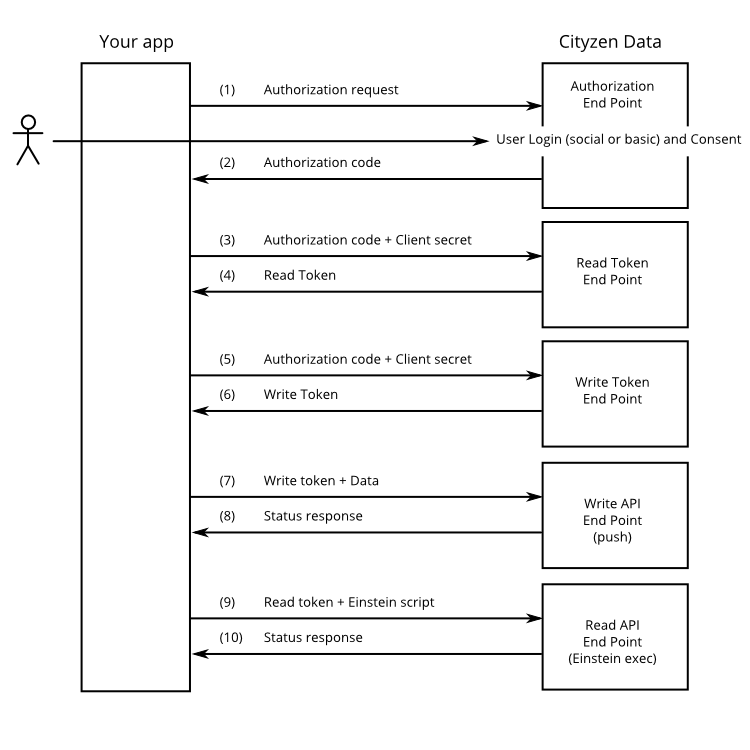 Your app
Cityzen Data
(1) Authorization request
Authorization
End Point
User Login (social or basic) and Consent
(2) Authorization code
(3) Authorization code + Client secret
Read Token
End Point
(4) Read Token
(5) Authorization code + Client secret
Write Token
End Point
(6) Write Token
(7) Write token + Data
Write API
End Point
(push)
(8) Status response
(9) Read token + Einstein script
Read API
End Point
(Einstein exec)
(10) Status response